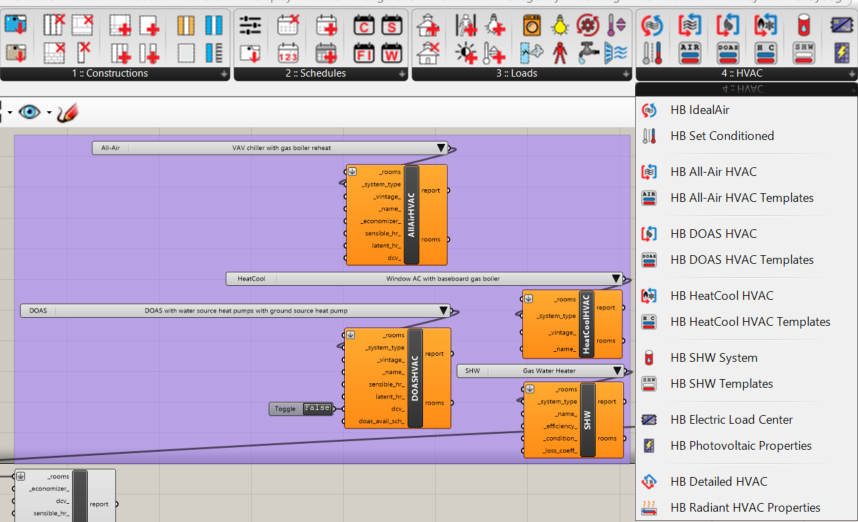 1 :: Constructions
2 :: Schedules
3 :: Loads
4 :: HVAC
C
S
123
FI
W
AIR
DOAS
H C
SHW
4 :: HVAC
HB IdealAir
HB Set Conditioned
HB All-Air HVAC
HB All-Air HVAC Templates
HB DOAS HVAC
HB DOAS HVAC Templates
HB HeatCool HVAC
HB HeatCool HVAC Templates
HB SHW System
HB SHW Templates
HB Electric Load Center
HB Photovoltaic Properties
HB Detailed HVAC
HB Radiant HVAC Properties
All-Air VAV chiller with gas boiler reheat
_rooms
_system_type
_vintage_
_name_
_economizer_
sensible_hr_
latent_hr_
dcv_
AllAirHVAC
report
rooms
HeatCool Window AC with baseboard gas boiler
_rooms
_system_type
_vintage_
_name_
HeatCoolHVAC
report
rooms
DOAS DOAS with water source heat pumps with ground source heat pump
_rooms
_system_type
_vintage_
_name_
sensible_hr_
latent_hr_
dcv_
doas_avail_sch_
DOASHVAC
report
rooms
Toggle False
SHW Gas Water Heater
_rooms
_system_type
_name_
_efficiency_
_condition_
_loss_coeff_
SHW
report
rooms
_rooms
_economizer_
dcv_
sensible_hr_
report